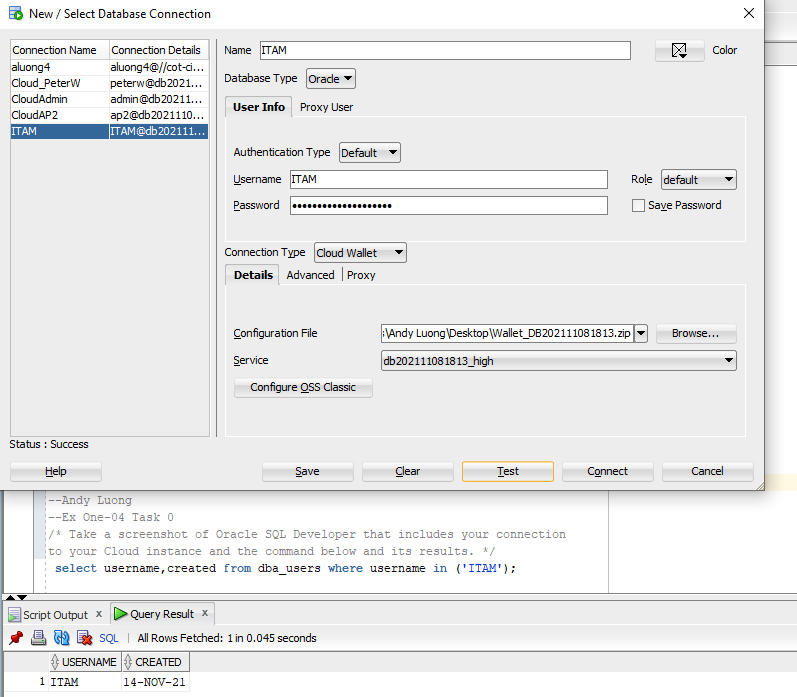 New / Select Database Connection
Connection Name Connection Details
aluong4 aluong4@//cot-ci...
Cloud_PeterW peterw@db2021...
CloudAdmin admin@db20211...
CloudAP2 ap2@db2021110...
ITAM ITAM@db202111...
Name ITAM Color
Database Type Oracle
User Info Proxy User
Authentication Type Default
Username ITAM Role default
Password •••••••••••••••••••• Save Password
Connection Type Cloud Wallet
Details Advanced Proxy
Configuration File :\Andy Luong\Desktop\Wallet_DB202111081813.zip Browse...
Service db202111081813_high
Configure OSS Classic
Status : Success
Help Save Clear Test Connect Cancel
--Andy Luong
--Ex One-04 Task 0
/* Take a screenshot of Oracle SQL Developer that includes your connection
to your Cloud instance and the command below and its results. */
select username,created from dba_users where username in ('ITAM');
Script Output x Query Result x
SQL | All Rows Fetched: 1 in 0.045 seconds
USERNAME CREATED
1 ITAM 14-NOV-21